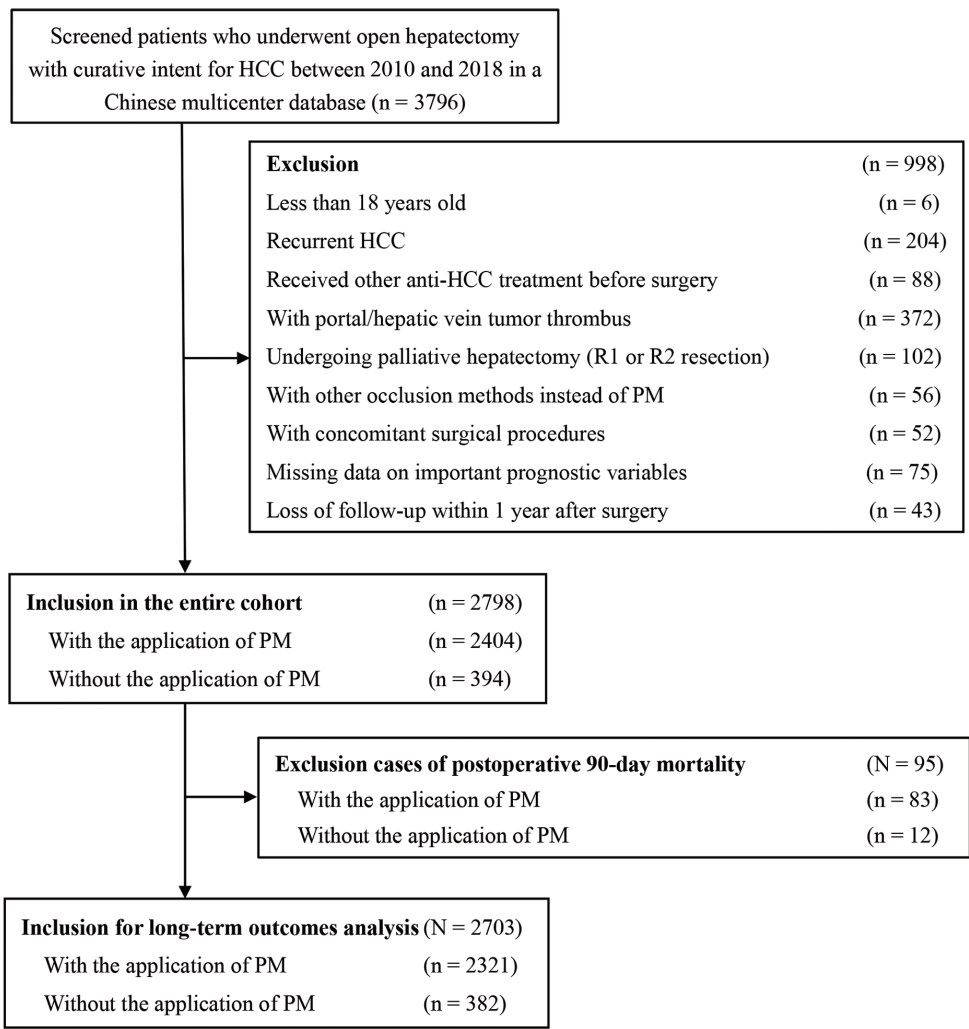 Screened patients who underwent open hepatectomy
with curative intent for HCC between 2010 and 2018 in a
Chinese multicenter database (n = 3796)
Exclusion (n = 998)
Less than 18 years old (n = 6)
Recurrent HCC (n = 204)
Received other anti-HCC treatment before surgery (n = 88)
With portal/hepatic vein tumor thrombus (n = 372)
Undergoing palliative hepatectomy (R1 or R2 resection) (n = 102)
With other occlusion methods instead of PM (n = 56)
With concomitant surgical procedures (n = 52)
Missing data on important prognostic variables (n = 75)
Loss of follow-up within 1 year after surgery (n = 43)
Inclusion in the entire cohort (n = 2798)
With the application of PM (n = 2404)
Without the application of PM (n = 394)
Exclusion cases of postoperative 90-day mortality (N = 95)
With the application of PM (n = 83)
Without the application of PM (n = 12)
Inclusion for long-term outcomes analysis (N = 2703)
With the application of PM (n = 2321)
Without the application of PM (n = 382)